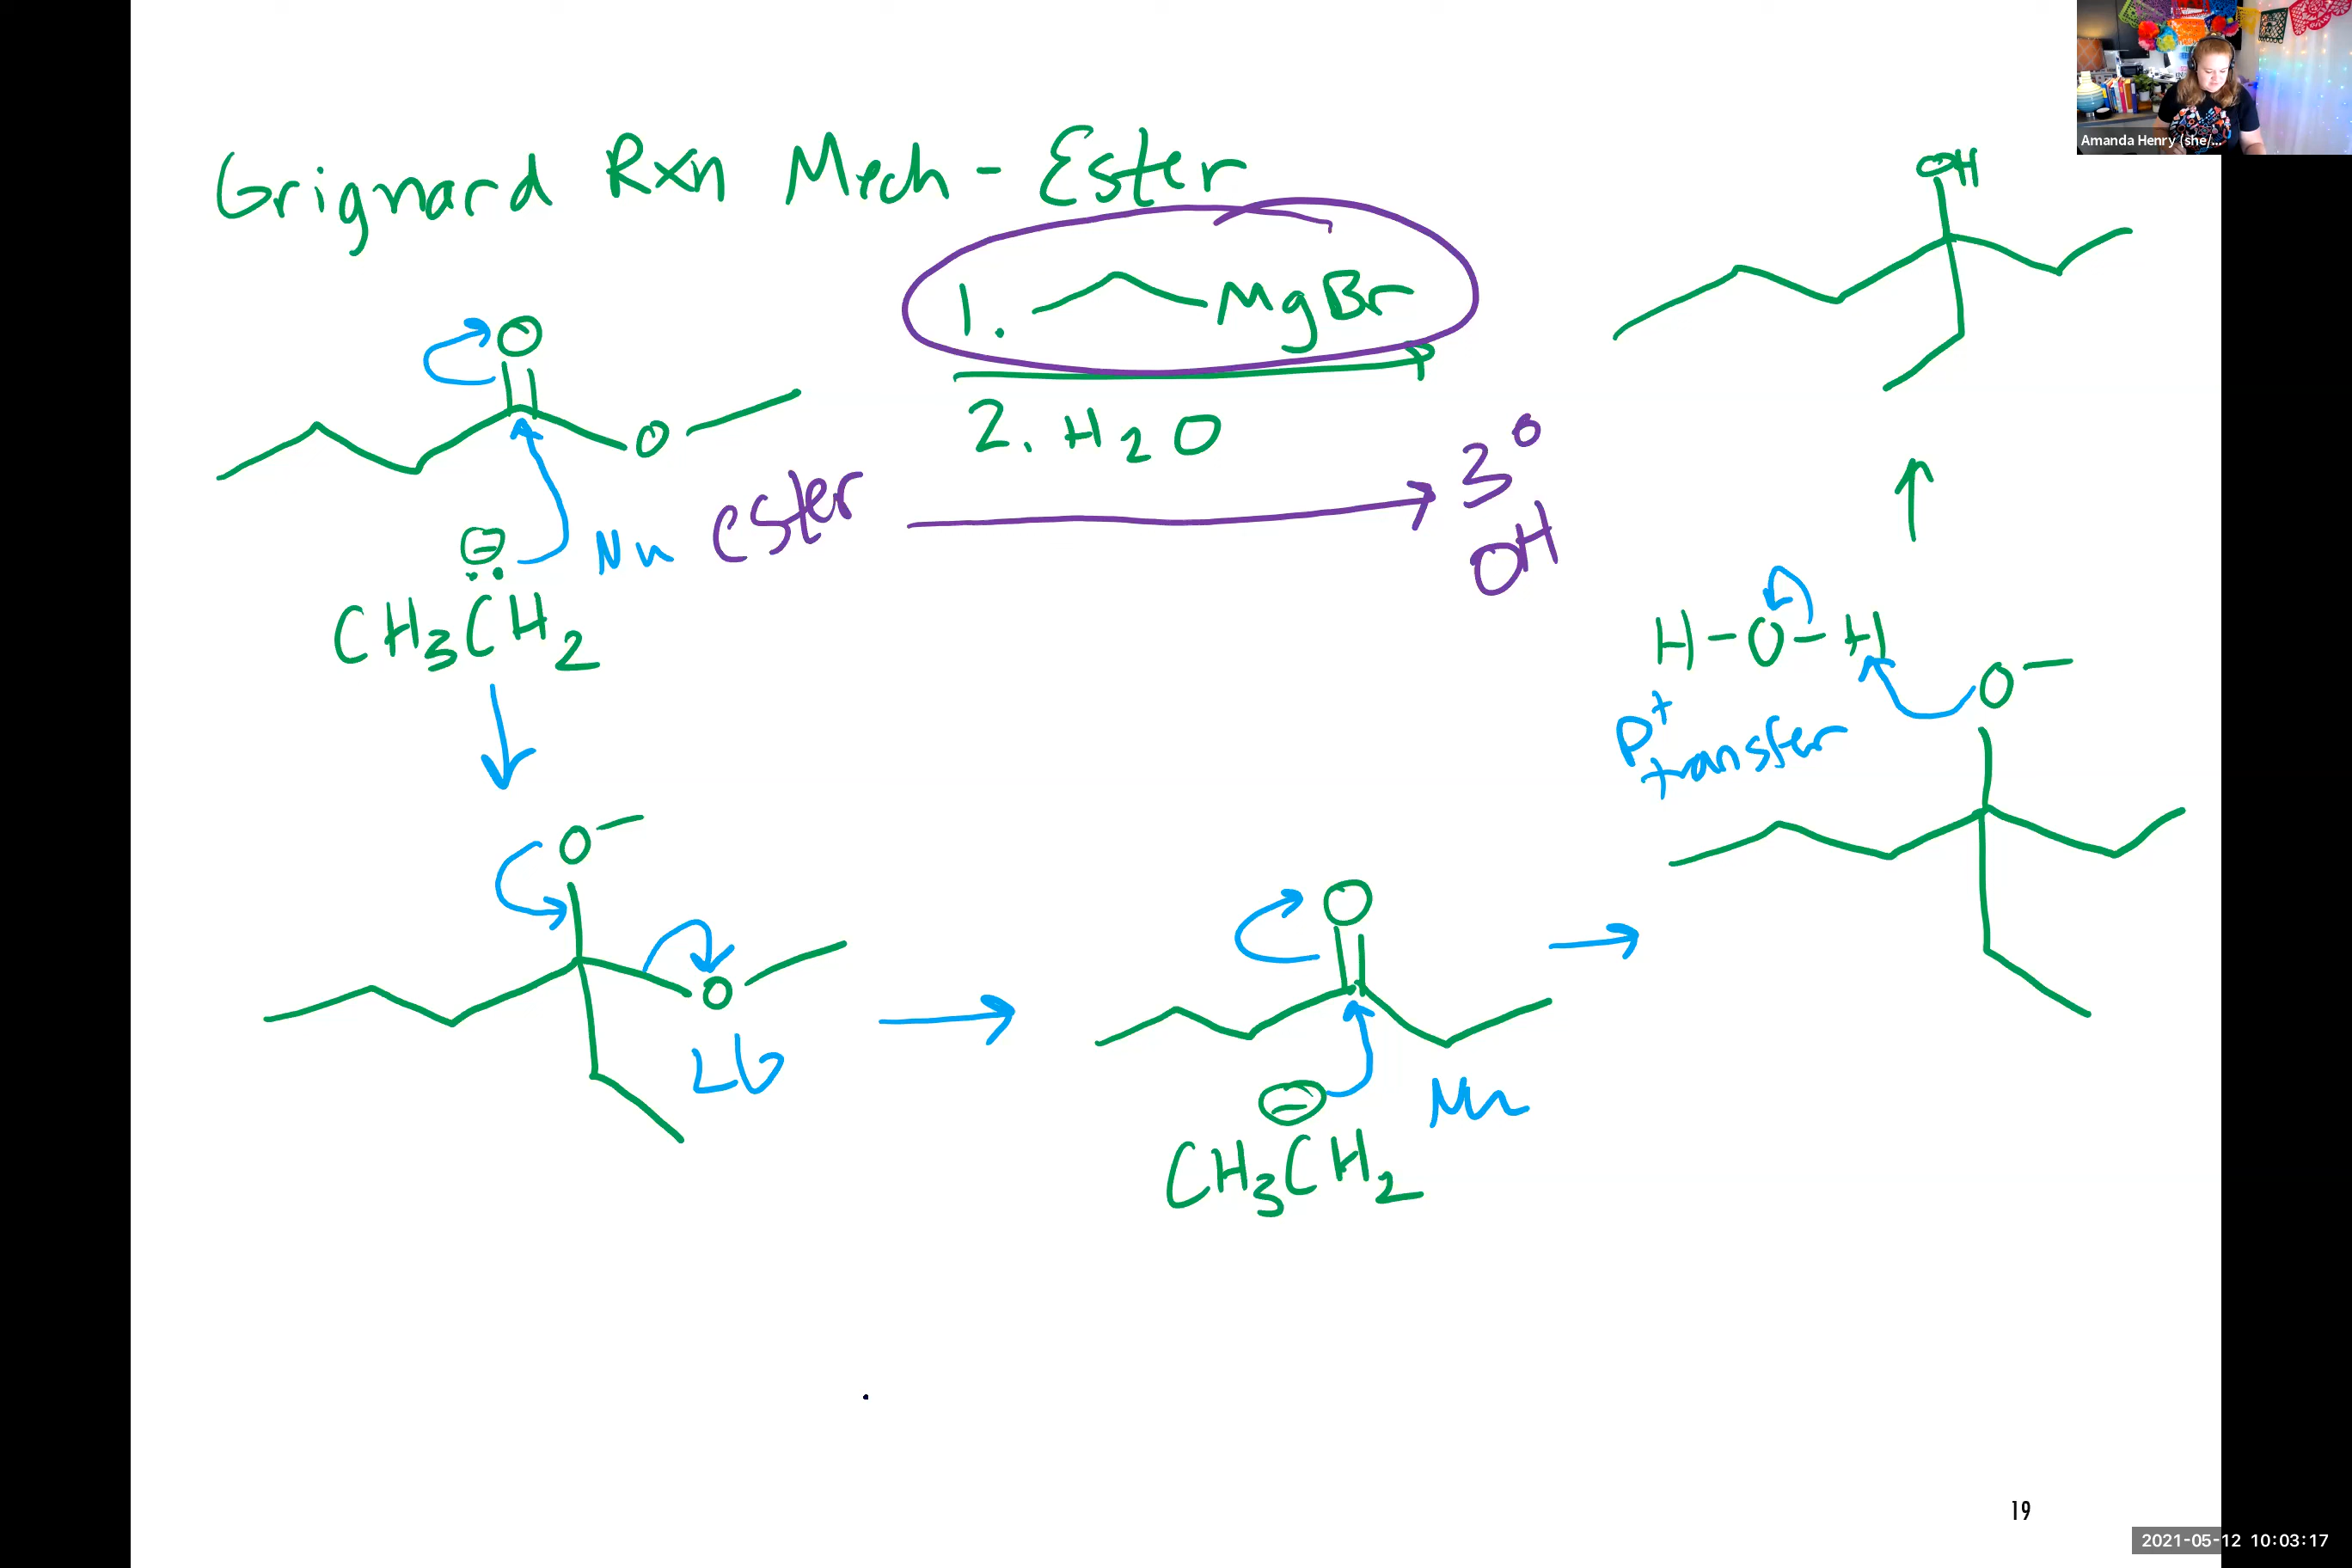 Grignard Rxn Mech - Ester
1. MgBr
2. H2O
O
O
OH
Ester
3°
OH
⊖
Nu
CH3CH2
H-O-H
O-
P+
transfer
O-
O
LG
O
⊖
Nu
CH3CH2
19
Amanda Henry (she/...
2021-05-12 10:03:17